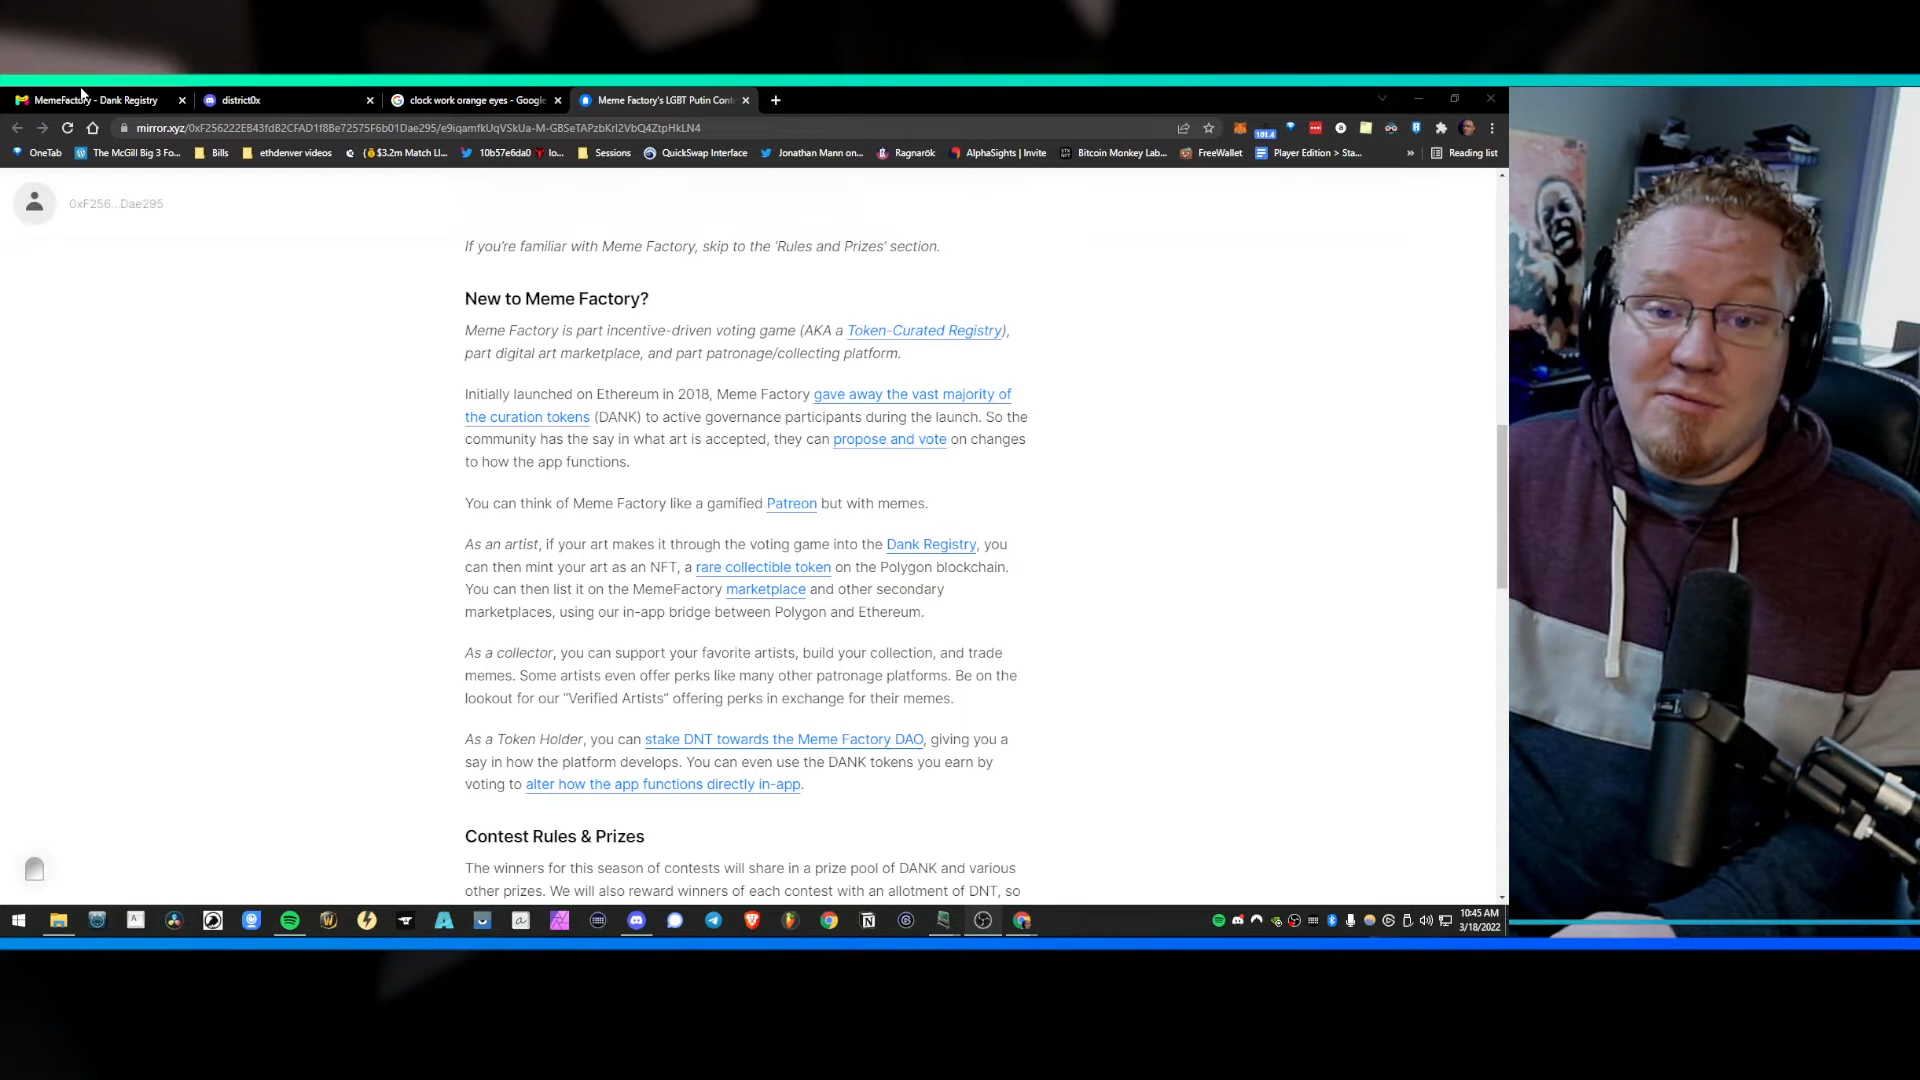 MemeFactory - Dank Registry
district0x
clock work orange eyes - Google
Meme Factory's LGBT Putin Cont
mirror.xyz/0xF256222EB43fdB2CFAD1f8Be72575F6b01Dae295/e9iqamfkUqVSkUa-M-GBSeTAPzbKrI2VbQ4ZtpHkLN4
101.4
OneTab
The McGill Big 3 Fo...
Bills
ethdenver videos
$3.2m Match LI...
10b57e6da0
lo...
Sessions
QuickSwap Interface
Jonathan Mann on...
Ragnarök
AlphaSights | Invite
Bitcoin Monkey Lab...
FreeWallet
Player Edition > Sta...
Reading list
0xF256...Dae295
If you're familiar with Meme Factory, skip to the 'Rules and Prizes' section.
New to Meme Factory?
Meme Factory is part incentive-driven voting game (AKA a Token-Curated Registry),
part digital art marketplace, and part patronage/collecting platform.
Initially launched on Ethereum in 2018, Meme Factory gave away the vast majority of
the curation tokens (DANK) to active governance participants during the launch. So the
community has the say in what art is accepted, they can propose and vote on changes
to how the app functions.
You can think of Meme Factory like a gamified Patreon but with memes.
As an artist, if your art makes it through the voting game into the Dank Registry, you
can then mint your art as an NFT, a rare collectible token on the Polygon blockchain.
You can then list it on the MemeFactory marketplace and other secondary
marketplaces, using our in-app bridge between Polygon and Ethereum.
As a collector, you can support your favorite artists, build your collection, and trade
memes. Some artists even offer perks like many other patronage platforms. Be on the
lookout for our “Verified Artists” offering perks in exchange for their memes.
As a Token Holder, you can stake DNT towards the Meme Factory DAO, giving you a
say in how the platform develops. You can even use the DANK tokens you earn by
voting to alter how the app functions directly in-app.
Contest Rules & Prizes
The winners for this season of contests will share in a prize pool of DANK and various
other prizes. We will also reward winners of each contest with an allotment of DNT, so
10:45 AM
3/18/2022